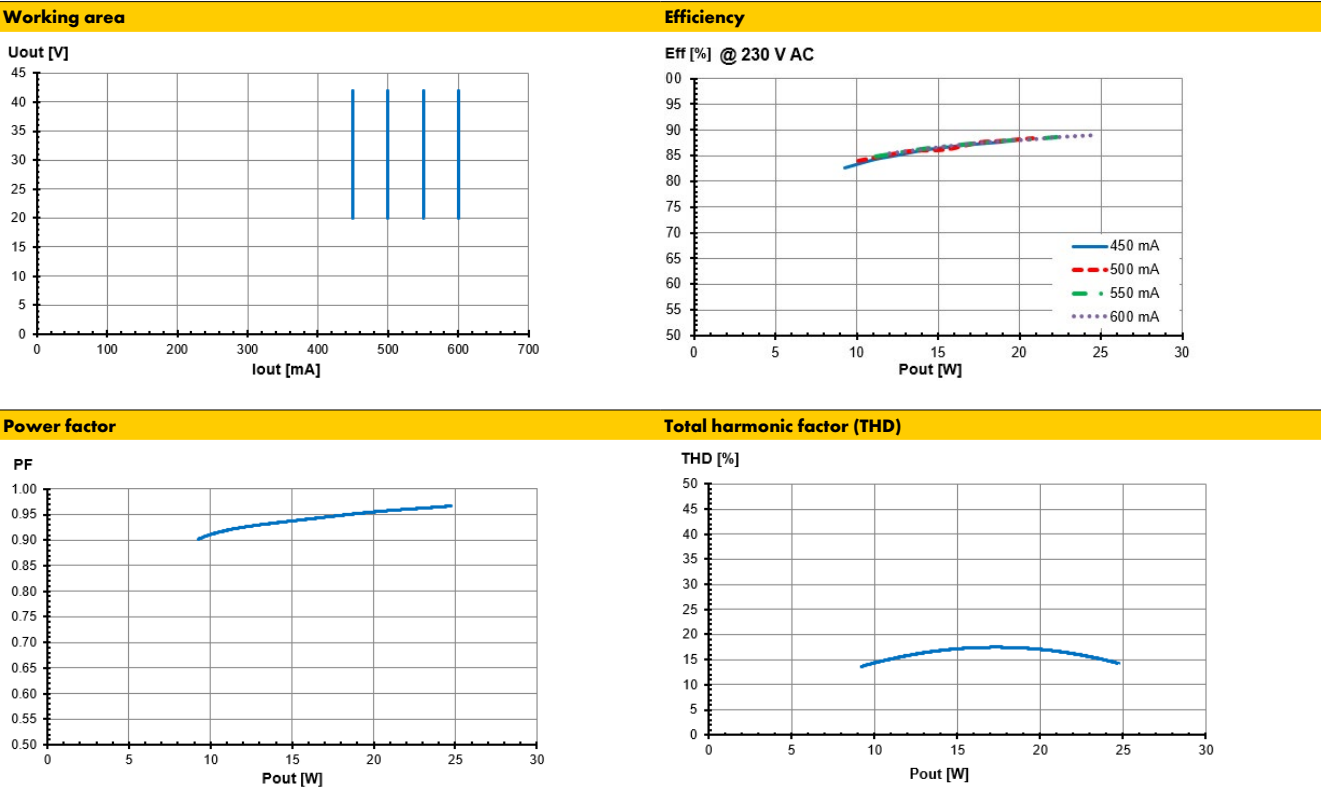 Working area
Uout [V]
45
40
35
30
25
20
15
10
5
0
0 100 200 300 400 500 600 700
Iout [mA]
Efficiency
Eff [%] @ 230 V AC
00
95
90
85
80
75
70
65
60
55
50
450 mA
500 mA
550 mA
600 mA
0 5 10 15 20 25 30
Pout [W]
Power factor
PF
1.00
0.95
0.90
0.85
0.80
0.75
0.70
0.65
0.60
0.55
0.50
0 5 10 15 20 25 30
Pout [W]
Total harmonic factor (THD)
THD [%]
50
45
40
35
30
25
20
15
10
5
0
0 5 10 15 20 25 30
Pout [W]